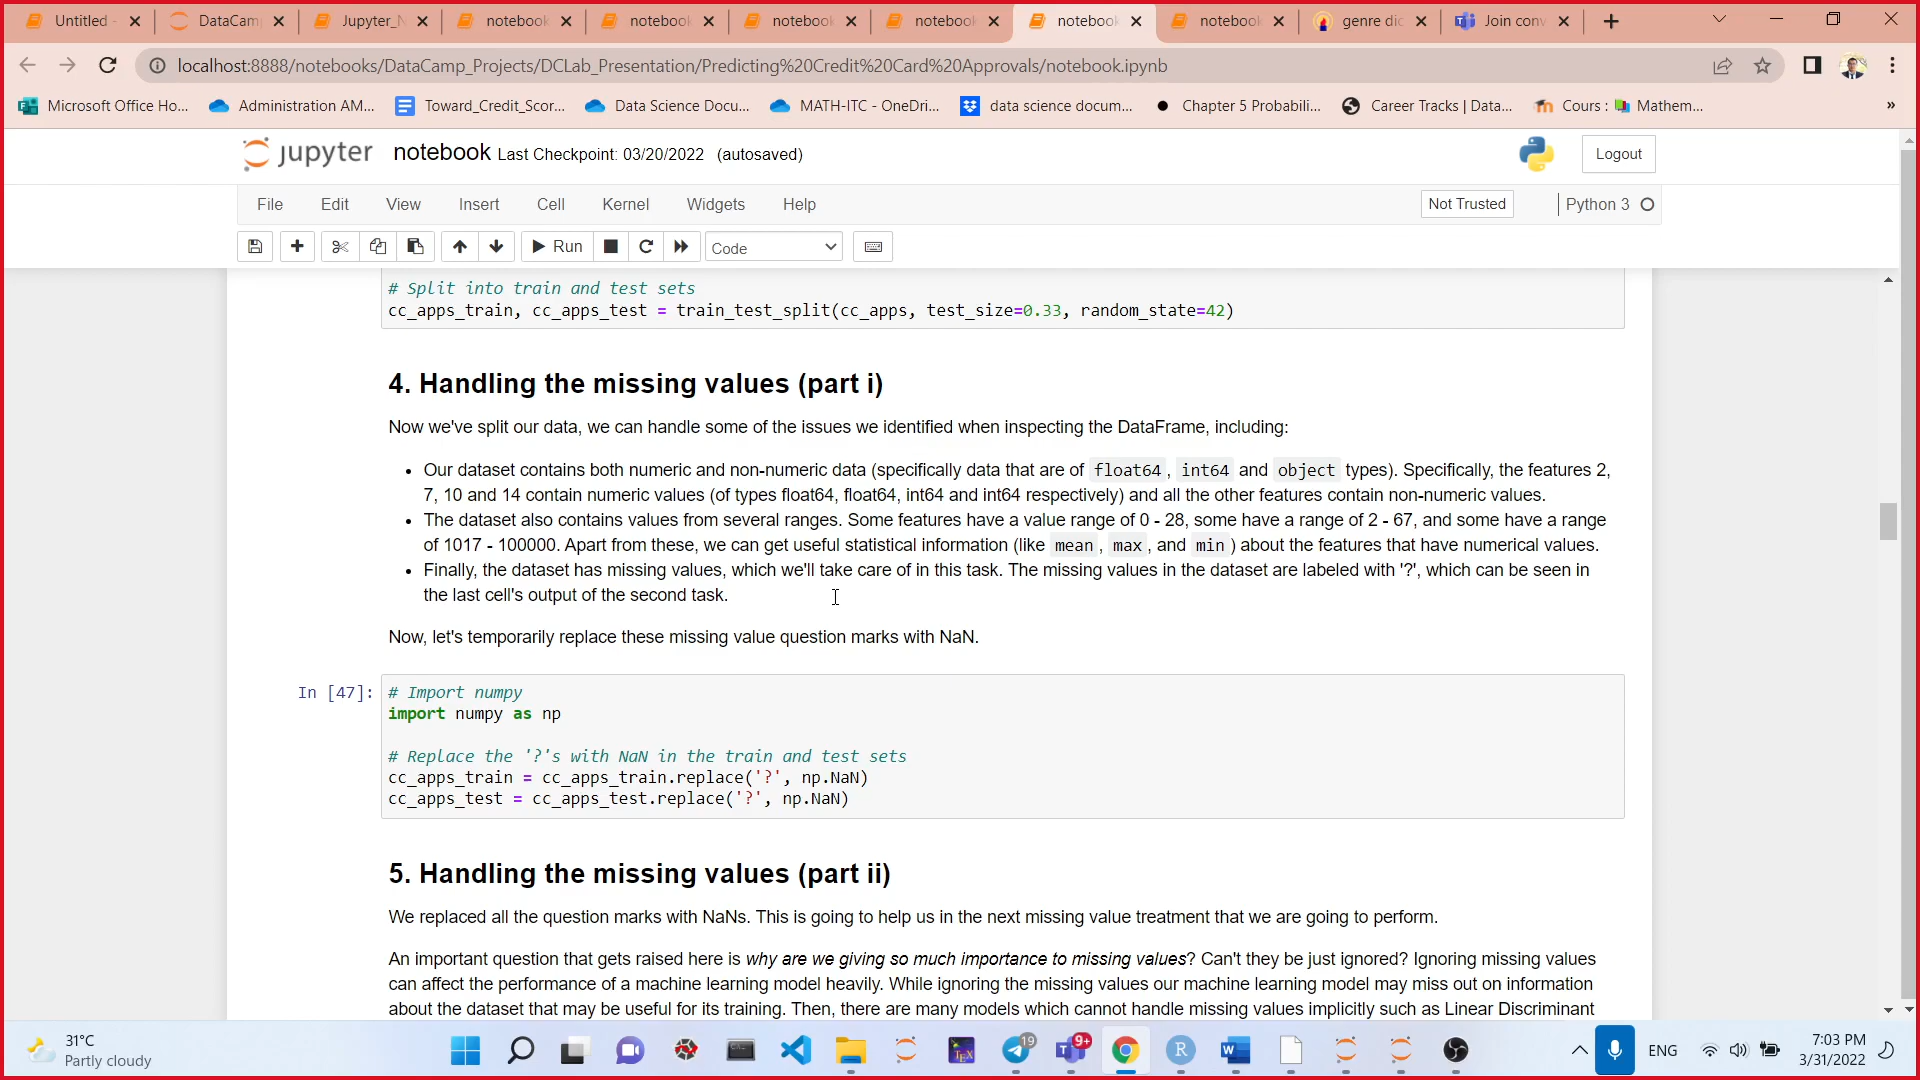 Untitled -
DataCam
Jupyter_N
notebook
notebook
notebook
notebook
notebook
notebook
genre dic
Join conv
localhost:8888/notebooks/DataCamp_Projects/DCLab_Presentation/Predicting%20Credit%20Card%20Approvals/notebook.ipynb
Microsoft Office Ho...
Administration AM...
Toward_Credit_Scor...
Data Science Docu...
MATH-ITC - OneDri...
data science docum...
Chapter 5 Probabili...
Career Tracks | Data...
Cours : Mathem...
»
jupyter notebook Last Checkpoint: 03/20/2022 (autosaved)
Logout
File Edit View Insert Cell Kernel Widgets Help
Not Trusted
Python 3
Run
Code
# Split into train and test sets
cc_apps_train, cc_apps_test = train_test_split(cc_apps, test_size=0.33, random_state=42)
4. Handling the missing values (part i)
Now we've split our data, we can handle some of the issues we identified when inspecting the DataFrame, including:
• Our dataset contains both numeric and non-numeric data (specifically data that are of float64, int64 and object types). Specifically, the features 2,
7, 10 and 14 contain numeric values (of types float64, float64, int64 and int64 respectively) and all the other features contain non-numeric values.
• The dataset also contains values from several ranges. Some features have a value range of 0 - 28, some have a range of 2 - 67, and some have a range
of 1017 - 100000. Apart from these, we can get useful statistical information (like mean, max, and min) about the features that have numerical values.
• Finally, the dataset has missing values, which we'll take care of in this task. The missing values in the dataset are labeled with '?', which can be seen in
the last cell's output of the second task.
Now, let's temporarily replace these missing value question marks with NaN.
In [47]:
# Import numpy
import numpy as np
# Replace the '?'s with NaN in the train and test sets
cc_apps_train = cc_apps_train.replace('?', np.NaN)
cc_apps_test = cc_apps_test.replace('?', np.NaN)
5. Handling the missing values (part ii)
We replaced all the question marks with NaNs. This is going to help us in the next missing value treatment that we are going to perform.
An important question that gets raised here is why are we giving so much importance to missing values? Can't they be just ignored? Ignoring missing values
can affect the performance of a machine learning model heavily. While ignoring the missing values our machine learning model may miss out on information
about the dataset that may be useful for its training. Then, there are many models which cannot handle missing values implicitly such as Linear Discriminant
31°C
Partly cloudy
TEX
19
9+
R
ENG
7:03 PM
3/31/2022